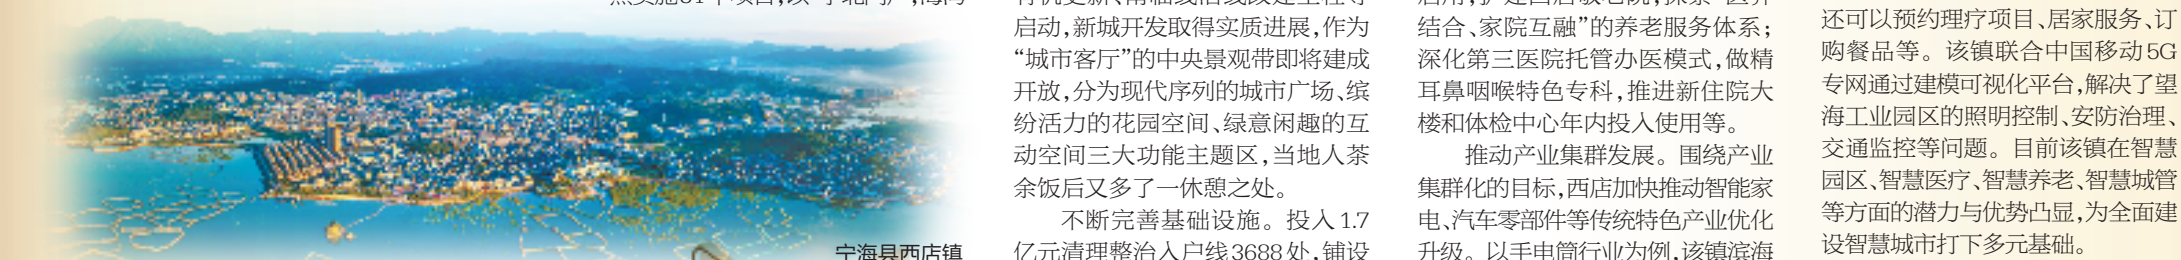 宁海县西店镇
启动,新城开发取得实质进展,作为
“城市客厅”的中央景观带即将建成
开放,分为现代序列的城市广场、缤
纷活力的花园空间、绿意闲趣的互
动空间三大功能主题区,当地人茶
余饭后又多了一休憩之处。
不断完善基础设施。投入1.7
亿元清理整治入户线3688处,铺设
结合、家院互融”的养老服务体系;
深化第三医院托管办医模式,做精
耳鼻咽喉特色专科,推进新住院大
楼和体检中心年内投入使用等。
推动产业集群发展。围绕产业
集群化的目标,西店加快推动智能家
电、汽车零部件等传统特色产业优化
升级。以手电筒行业为例,该镇滨海
还可以预约理疗项目、居家服务、订
购餐品等。该镇联合中国移动5G
专网通过建模可视化平台,解决了望
海工业园区的照明控制、安防治理、
交通监控等问题。目前该镇在智慧
园区、智慧医疗、智慧养老、智慧城管
等方面的潜力与优势凸显,为全面建
设智慧城市打下多元基础。